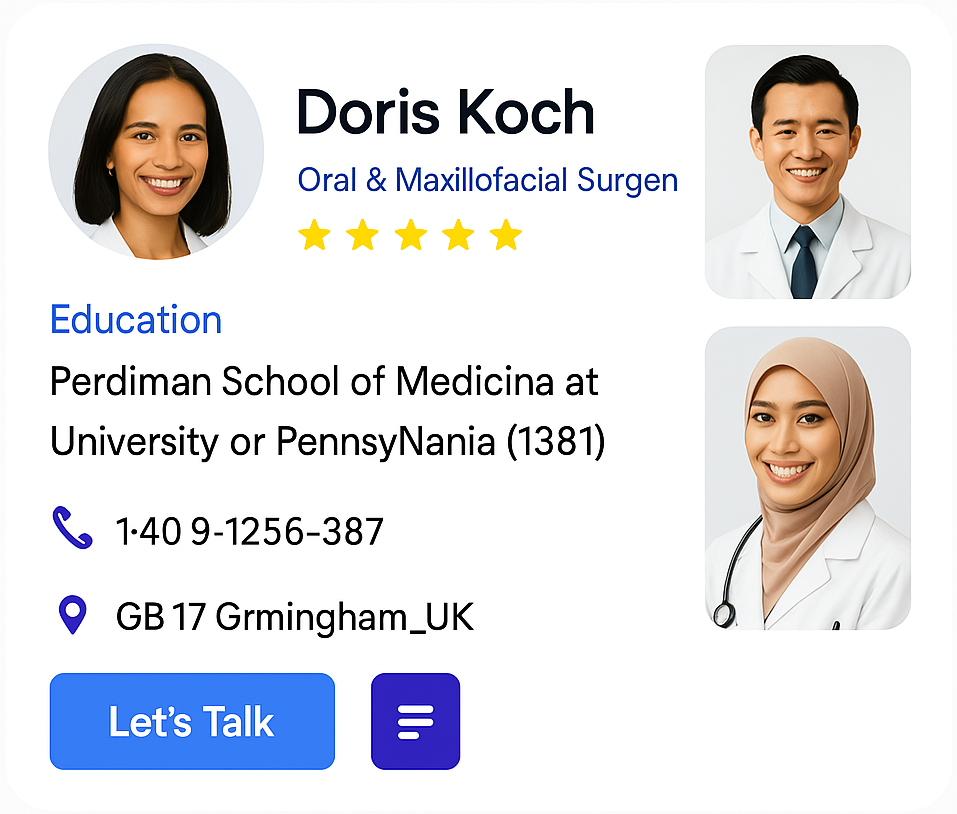 Doris Koch
Oral & Maxillofacial Surgen
Education
Perdiman School of Medicina at
University or PennsyNania (1381)
1·40 9-1256-387
GB 17 Grmingham_UK
Let's Talk